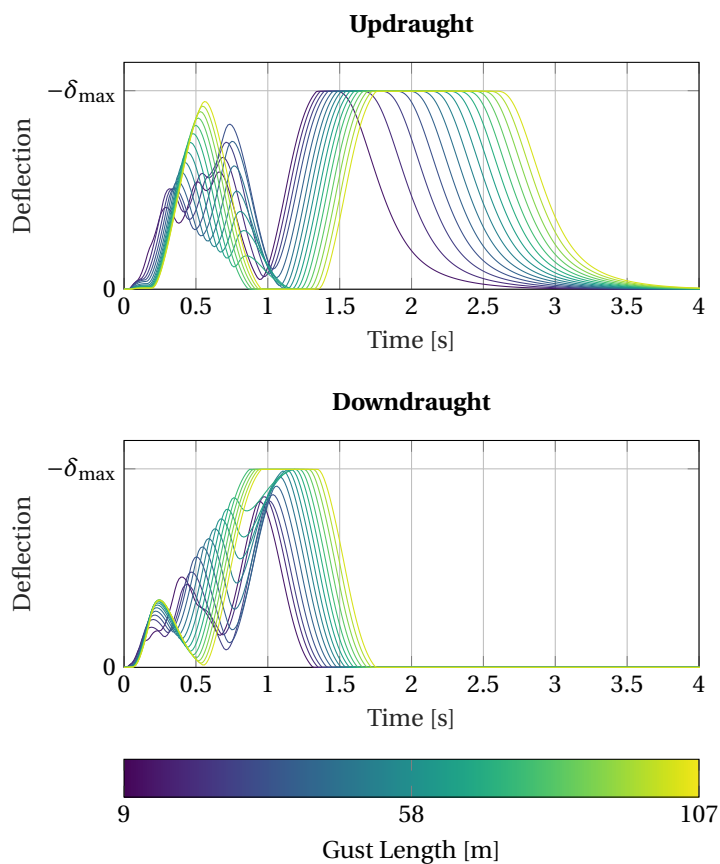 Updraught
−δmax
Deflection
0
0 0.5 1 1.5 2 2.5 3 3.5 4
Time [s]
Downdraught
−δmax
Deflection
0
0 0.5 1 1.5 2 2.5 3 3.5 4
Time [s]
9 58 107
Gust Length [m]